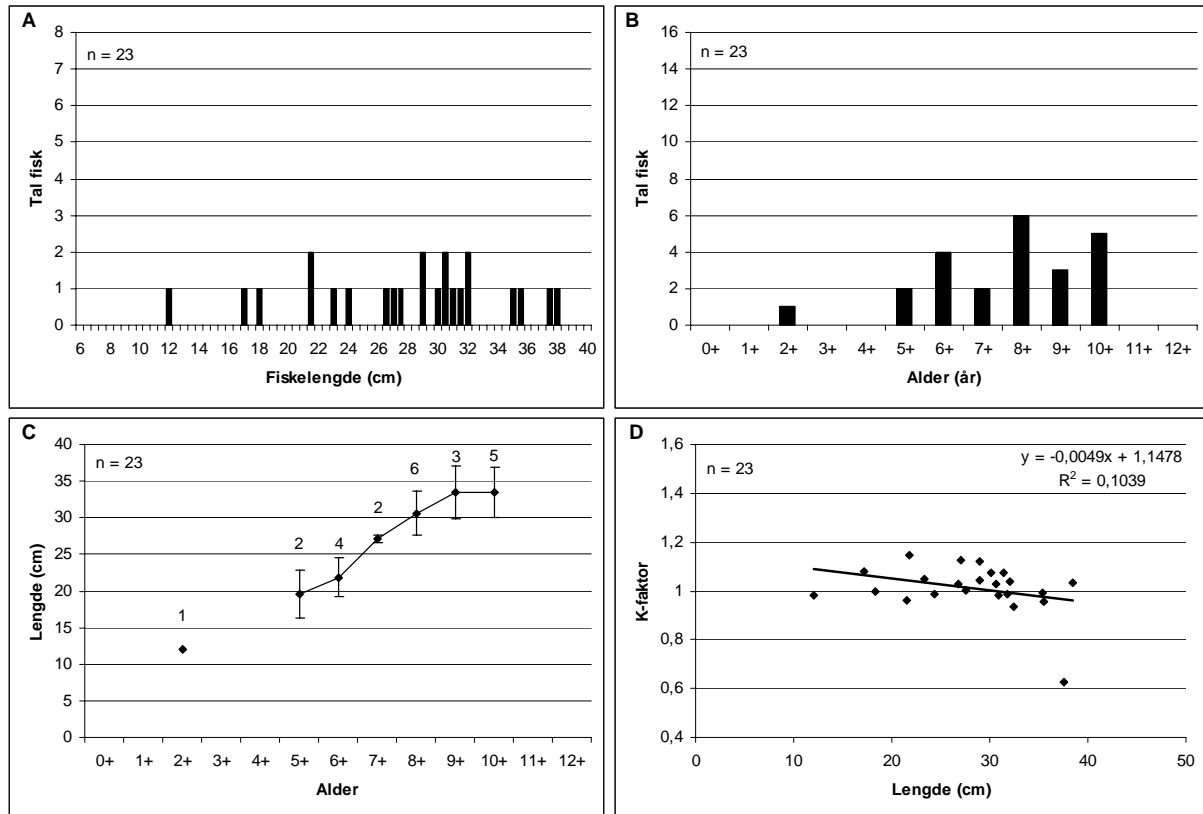 A
n = 23
8
7
6
5
4
3
2
1
0
Tal fisk
6 8 10 12 14 16 18 20 22 24 26 28 30 32 34 36 38 40
Fiskelengde (cm)
B
n = 23
16
14
12
10
8
6
4
2
0
Tal fisk
0+ 1+ 2+ 3+ 4+ 5+ 6+ 7+ 8+ 9+ 10+ 11+ 12+
Alder (år)
C
n = 23
40
35
30
25
20
15
10
5
0
Lengde (cm)
1 2 4 2 6 3 5
0+ 1+ 2+ 3+ 4+ 5+ 6+ 7+ 8+ 9+ 10+ 11+ 12+
Alder
D
n = 23
y = -0,0049x + 1,1478
R² = 0,1039
1,6
1,4
1,2
1
0,8
0,6
0,4
K-faktor
0 10 20 30 40 50
Lengde (cm)